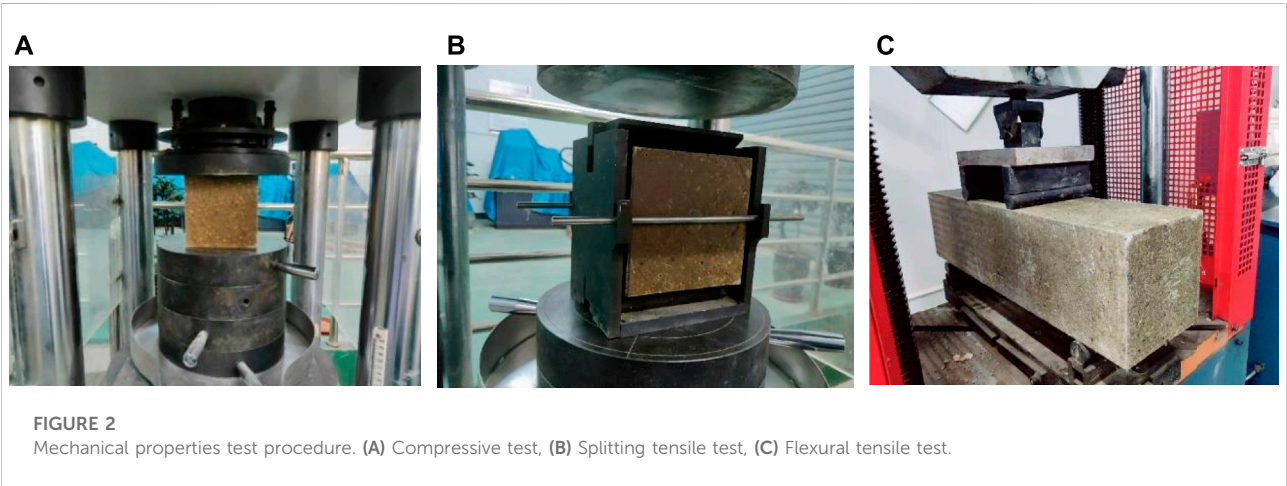 A
B
C
FIGURE 2
Mechanical properties test procedure. (A) Compressive test, (B) Splitting tensile test, (C) Flexural tensile test.